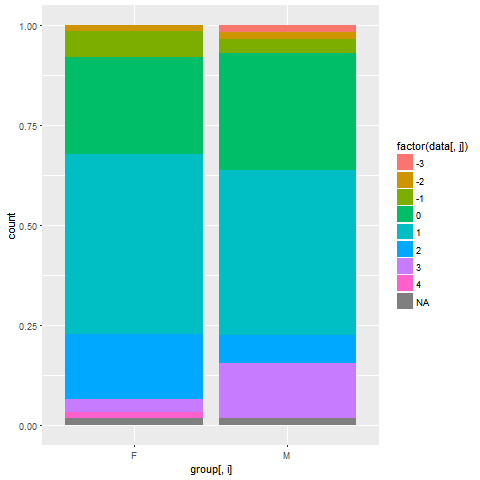 1.00
0.75
0.50
0.25
0.00
count
F
M
group[, i]
factor(data[, j])
-3
-2
-1
0
1
2
3
4
NA